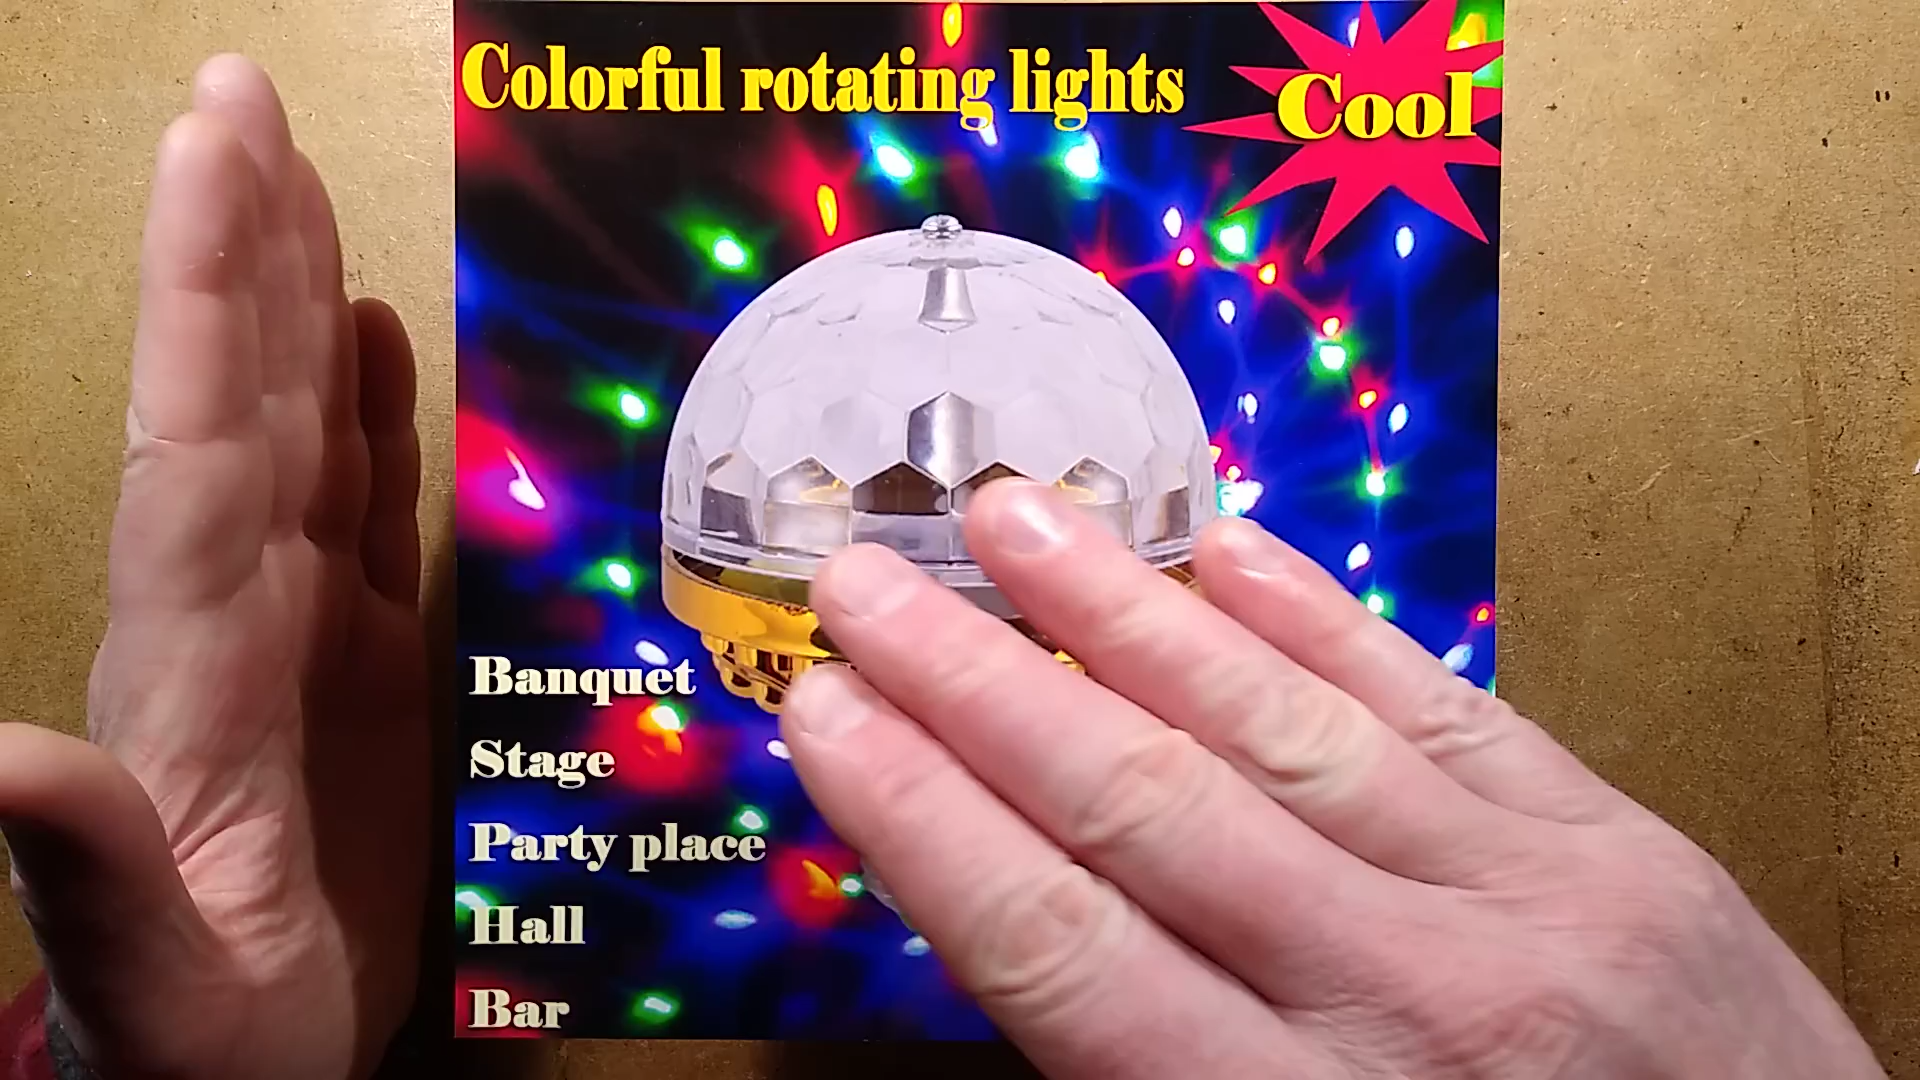 Colorful rotating lights
Cool
Banquet
Stage
Party place
Hall
Bar